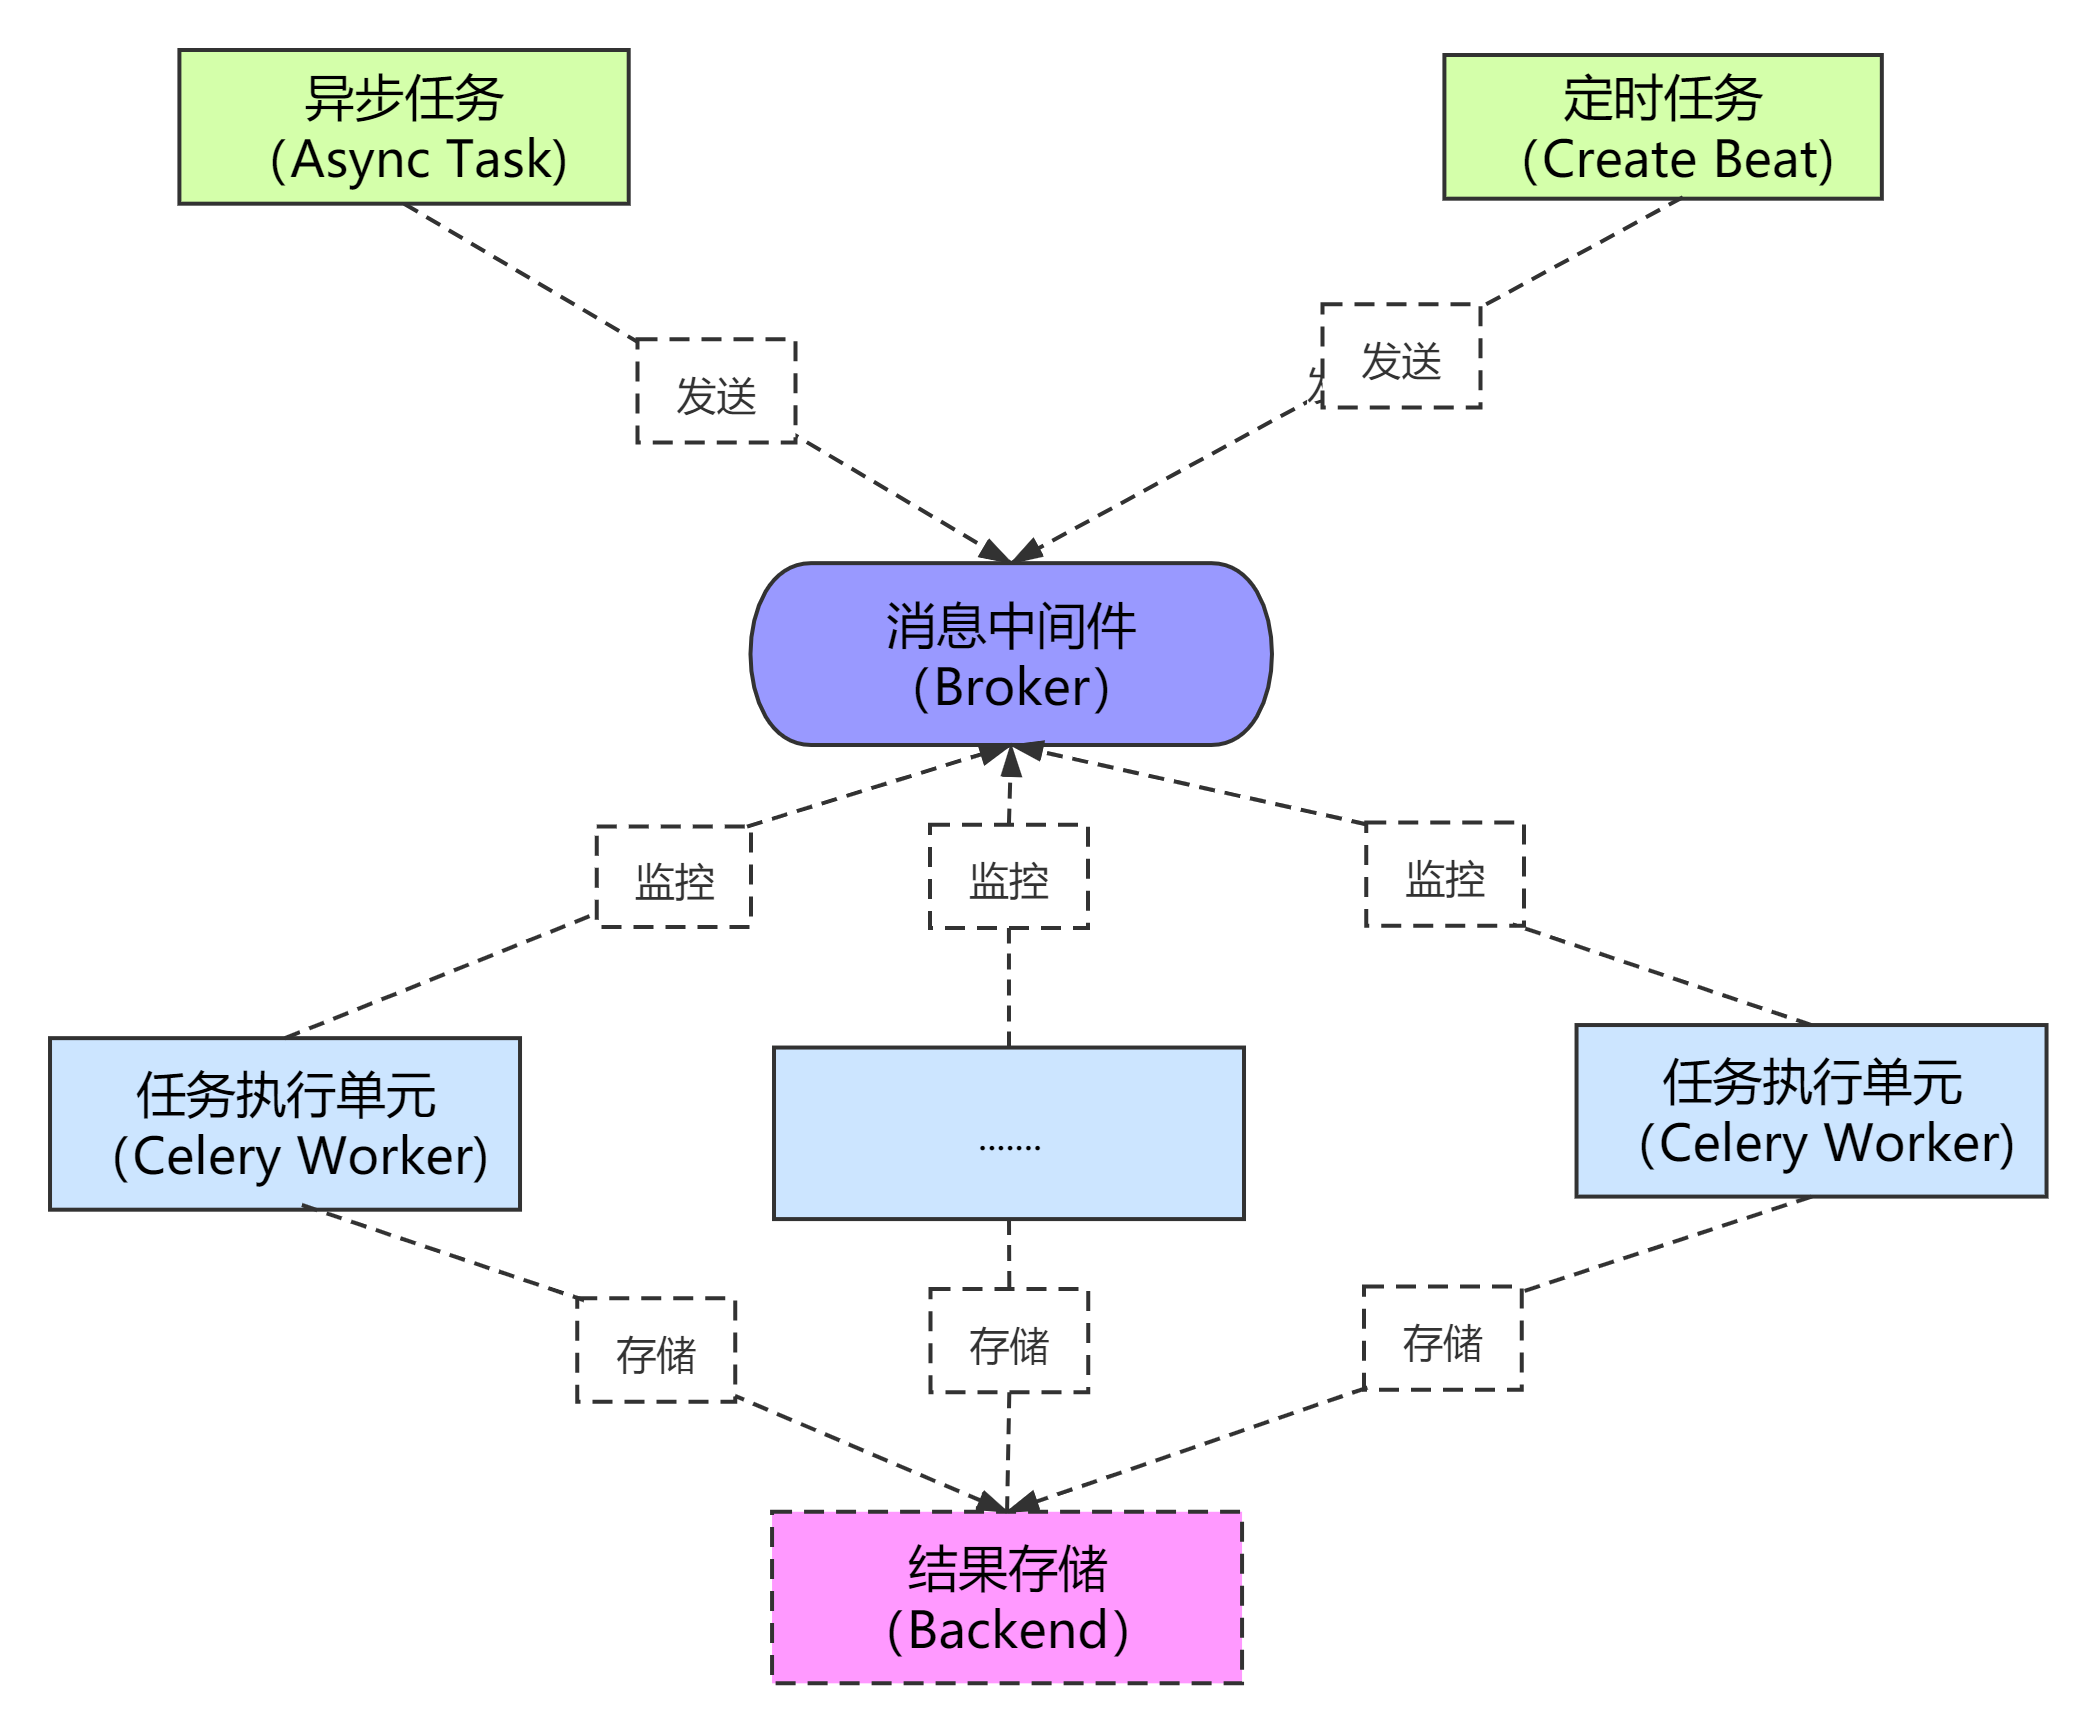 异步任务
（Async Task)
定时任务
（Create Beat)
发送
发送
消息中间件
（Broker）
监控
监控
监控
任务执行单元
（Celery Worker)
.......
任务执行单元
（Celery Worker)
存储
存储
存储
结果存储
（Backend）